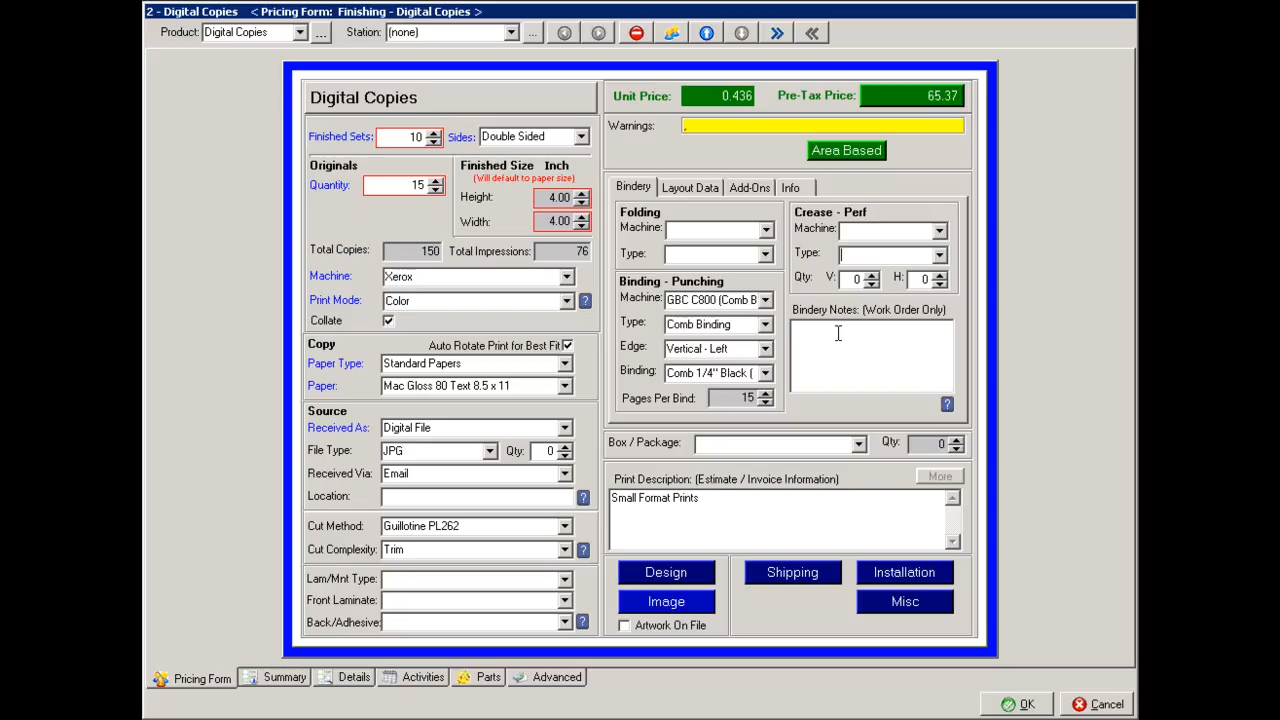 2 - Digital Copies  < Pricing Form: Finishing - Digital Copies >
Product: Digital Copies ... Station: (none) ...
Digital Copies
Finished Sets: 10 Sides: Double Sided
Originals
Quantity: 15
Finished Size Inch
(Will default to paper size)
Height: 4.00
Width: 4.00
Total Copies: 150 Total Impressions: 76
Machine: Xerox
Print Mode: Color ?
Collate
Copy Auto Rotate Print for Best Fit
Paper Type: Standard Papers
Paper: Mac Gloss 80 Text 8.5 x 11
Source
Received As: Digital File
File Type: JPG Qty: 0
Received Via: Email
Location: ?
Cut Method: Guillotine PL262
Cut Complexity: Trim ?
Lam/Mnt Type:
Front Laminate:
Back/Adhesive: ?
Unit Price: 0.436 Pre-Tax Price: 65.37
Warnings: ,
Area Based
Bindery Layout Data Add-Ons Info
Folding
Machine:
Type:
Binding - Punching
Machine: GBC C800 (Comb B
Type: Comb Binding
Edge: Vertical - Left
Binding: Comb 1/4" Black (
Pages Per Bind: 15
Crease - Perf
Machine:
Type:
Qty: V: 0 H: 0
Bindery Notes: (Work Order Only)
?
Box / Package: Qty: 0
Print Description: (Estimate / Invoice Information) More
Small Format Prints
Design Shipping Installation
Image Misc
Artwork On File
Pricing Form Summary Details Activities Parts Advanced
OK Cancel